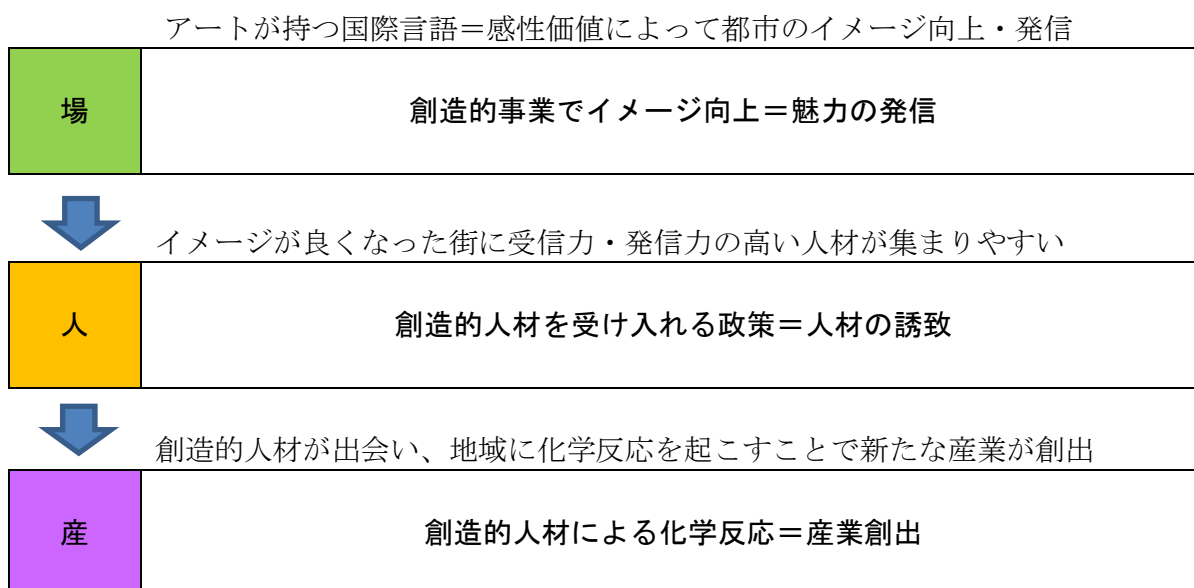 アートが持つ国際言語＝感性価値によって都市のイメージ向上・発信
場
創造的事業でイメージ向上＝魅力の発信
イメージが良くなった街に受信力・発信力の高い人材が集まりやすい
人
創造的人材を受け入れる政策＝人材の誘致
創造的人材が出会い、地域に化学反応を起こすことで新たな産業が創出
産
創造的人材による化学反応＝産業創出